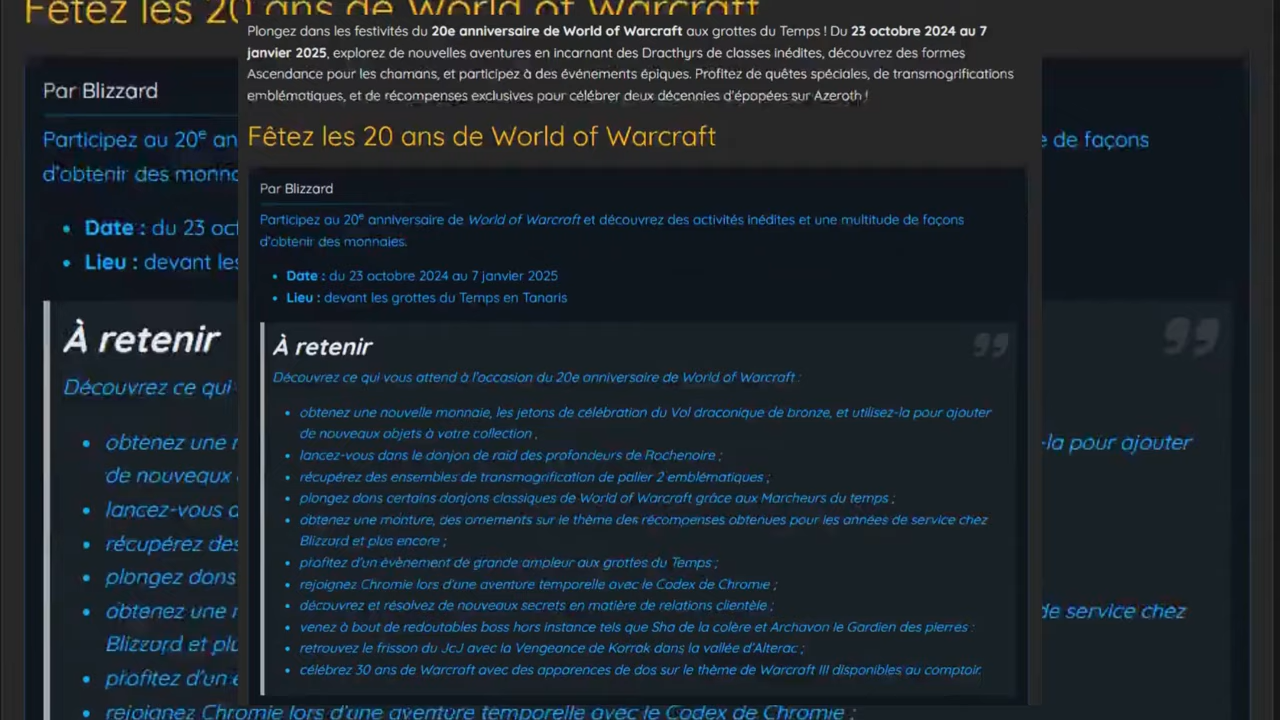 Fêtez les 20 ans de World of Warcraft
Plongez dans les festivités du 20e anniversaire de World of Warcraft aux grottes du Temps ! Du 23 octobre 2024 au 7
janvier 2025, explorez de nouvelles aventures en incarnant des Dracthyrs de classes inédites, découvrez des formes
Ascendance pour les chamans, et participez à des événements épiques. Profitez de quêtes spéciales, de transmogrifications
emblématiques, et de récompenses exclusives pour célébrer deux décennies d'épopées sur Azeroth !
Fêtez les 20 ans de World of Warcraft
Par Blizzard
Participez au 20e anniversaire de World of Warcraft et découvrez des activités inédites et une multitude de façons
d'obtenir des monnaies.
• Date : du 23 octobre 2024 au 7 janvier 2025
• Lieu : devant les grottes du Temps en Tanaris
À retenir
Découvrez ce qui vous attend à l'occasion du 20e anniversaire de World of Warcraft :
• obtenez une nouvelle monnaie, les jetons de célébration du Vol draconique de bronze, et utilisez-la pour ajouter
de nouveaux objets à votre collection ;
• lancez-vous dans le donjon de raid des profondeurs de Rochenoire ;
• récupérez des ensembles de transmogrification de palier 2 emblématiques ;
• plongez dans certains donjons classiques de World of Warcraft grâce aux Marcheurs du temps ;
• obtenez une monture, des ornements sur le thème des récompenses obtenues pour les années de service chez
Blizzard et plus encore ;
• profitez d'un évènement de grande ampleur aux grottes du Temps ;
• rejoignez Chromie lors d'une aventure temporelle avec le Codex de Chromie ;
• découvrez et résolvez de nouveaux secrets en matière de relations clientèle ;
• venez à bout de redoutables boss hors instance tels que Sha de la colère et Archavon le Gardien des pierres :
• retrouvez le frisson du JcJ avec la Vengeance de Korrak dans la vallée d'Alterac ;
• célébrez 30 ans de Warcraft avec des apparences de dos sur le thème de Warcraft III disponibles au comptoir.
Par Blizzard
Participez au 20e an
d'obtenir des monna
• Date : du 23 oct
• Lieu : devant les
À retenir
Découvrez ce qui
• obtenez une n
de nouveaux
• lancez-vous d
• récupérez des
• plongez dans
• obtenez une
Blizzard et plu
• profitez d'un é
• rejoignez Chromie lors d'une aventure temporelle avec le Codex de Chromie ;
e de façons
-la pour ajouter
de service chez